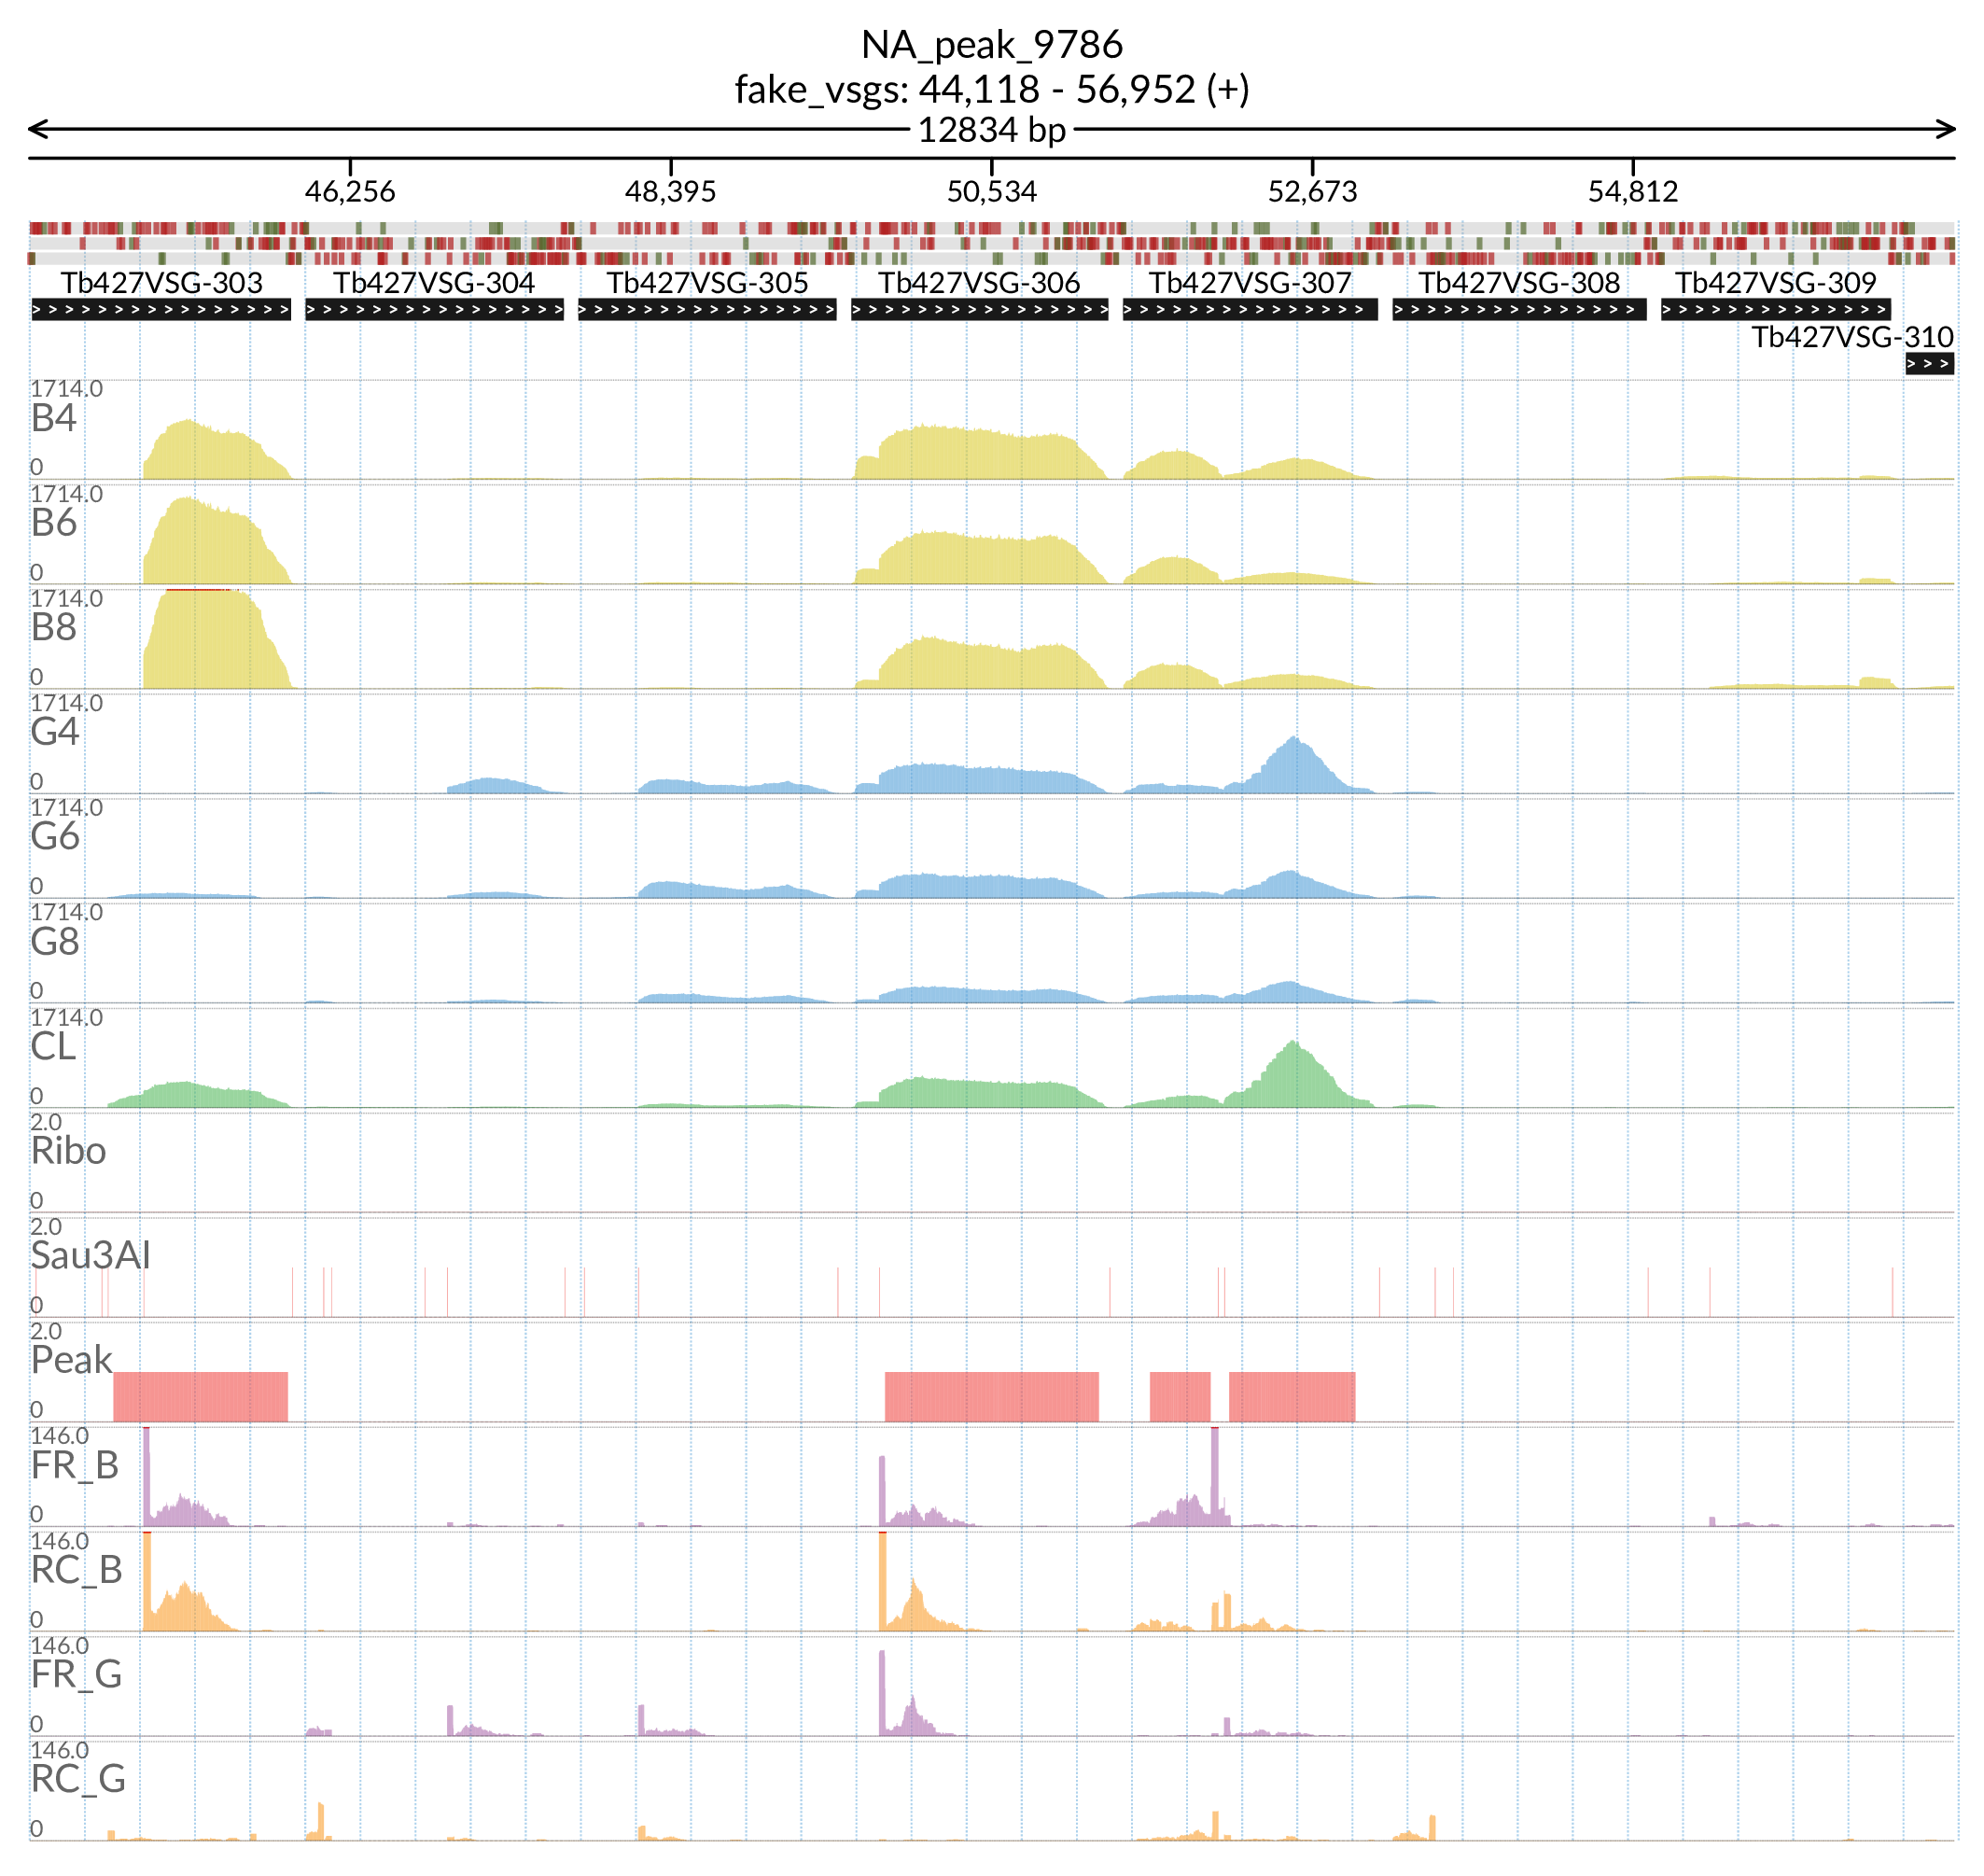 NA_peak_9786
fake_vsgs: 44,118 - 56,952 (+)
12834 bp
46,256 48,395 50,534 52,673 54,812
Tb427VSG-303 Tb427VSG-304 Tb427VSG-305 Tb427VSG-306 Tb427VSG-307 Tb427VSG-308 Tb427VSG-309
Tb427VSG-310
1714.0
B4
0
1714.0
B6
0
1714.0
B8
0
1714.0
G4
0
1714.0
G6
0
1714.0
G8
0
1714.0
CL
0
2.0
Ribo
0
2.0
Sau3AI
0
2.0
Peak
0
146.0
FR_B
0
146.0
RC_B
0
146.0
FR_G
0
146.0
RC_G
0